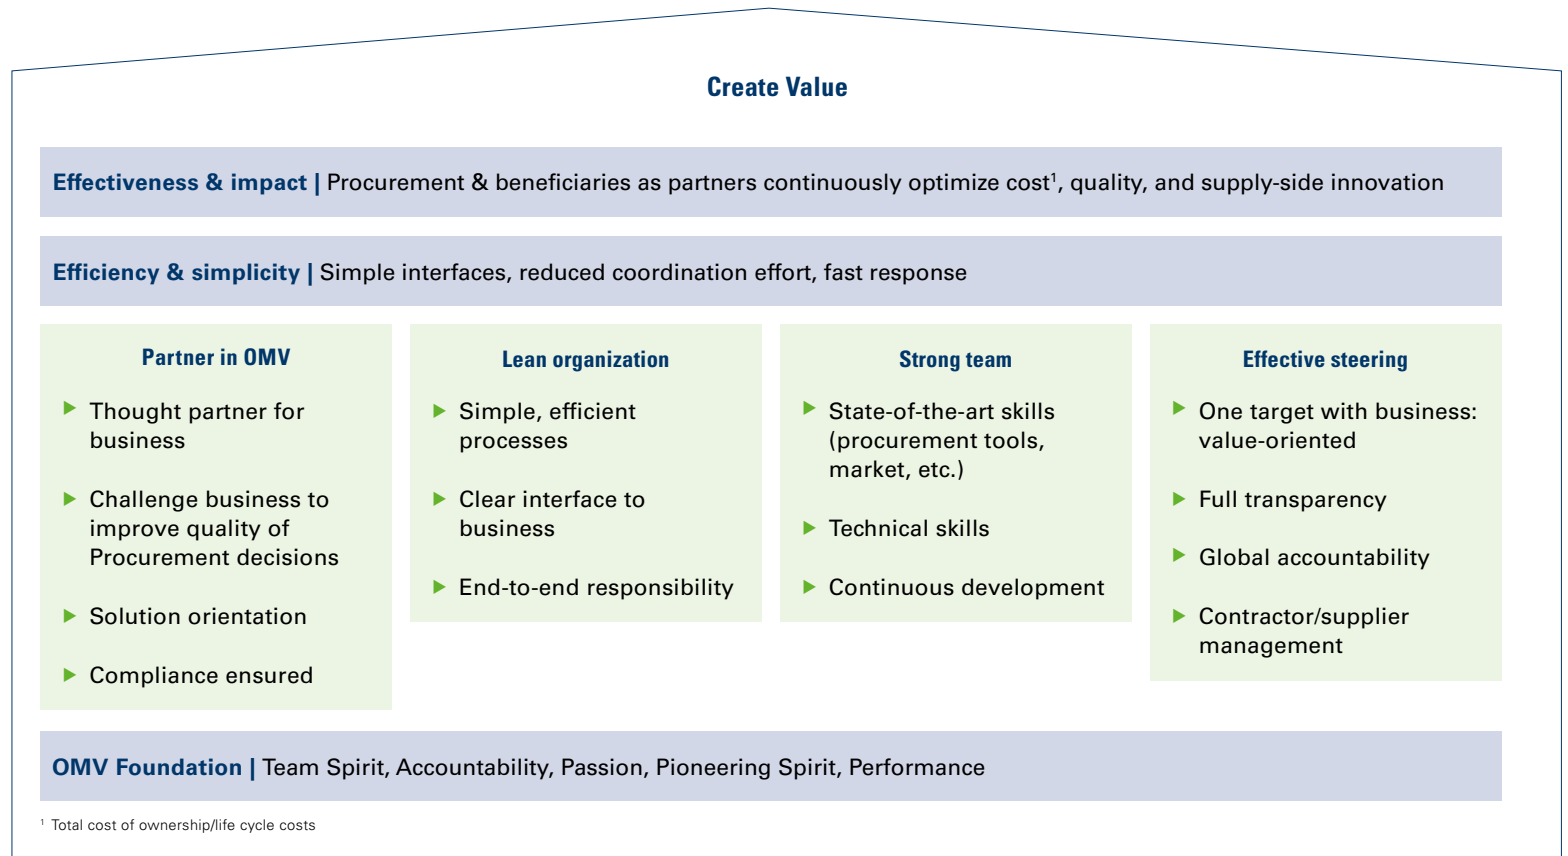 Create Value
Effectiveness & impact | Procurement & beneficiaries as partners continuously optimize cost¹, quality, and supply-side innovation
Efficiency & simplicity | Simple interfaces, reduced coordination effort, fast response
Partner in OMV
▶ Thought partner for
business
▶ Challenge business to
improve quality of
Procurement decisions
▶ Solution orientation
▶ Compliance ensured
Lean organization
▶ Simple, efficient
processes
▶ Clear interface to
business
▶ End-to-end responsibility
Strong team
▶ State-of-the-art skills
(procurement tools,
market, etc.)
▶ Technical skills
▶ Continuous development
Effective steering
▶ One target with business:
value-oriented
▶ Full transparency
▶ Global accountability
▶ Contractor/supplier
management
OMV Foundation | Team Spirit, Accountability, Passion, Pioneering Spirit, Performance
¹ Total cost of ownership/life cycle costs